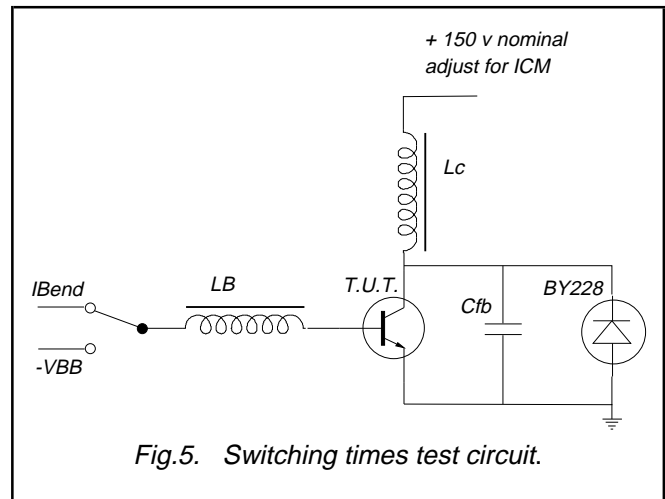 + 150 v nominal
adjust for ICM
Lc
IBend
LB
T.U.T.
Cfb
BY228
-VBB
Fig.5. Switching times test circuit.